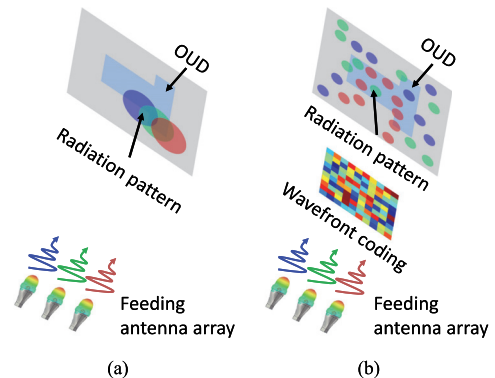 OUD
Radiation pattern
Feeding
antenna array
(a)
OUD
Radiation pattern
Wavefront coding
Feeding
antenna array
(b)